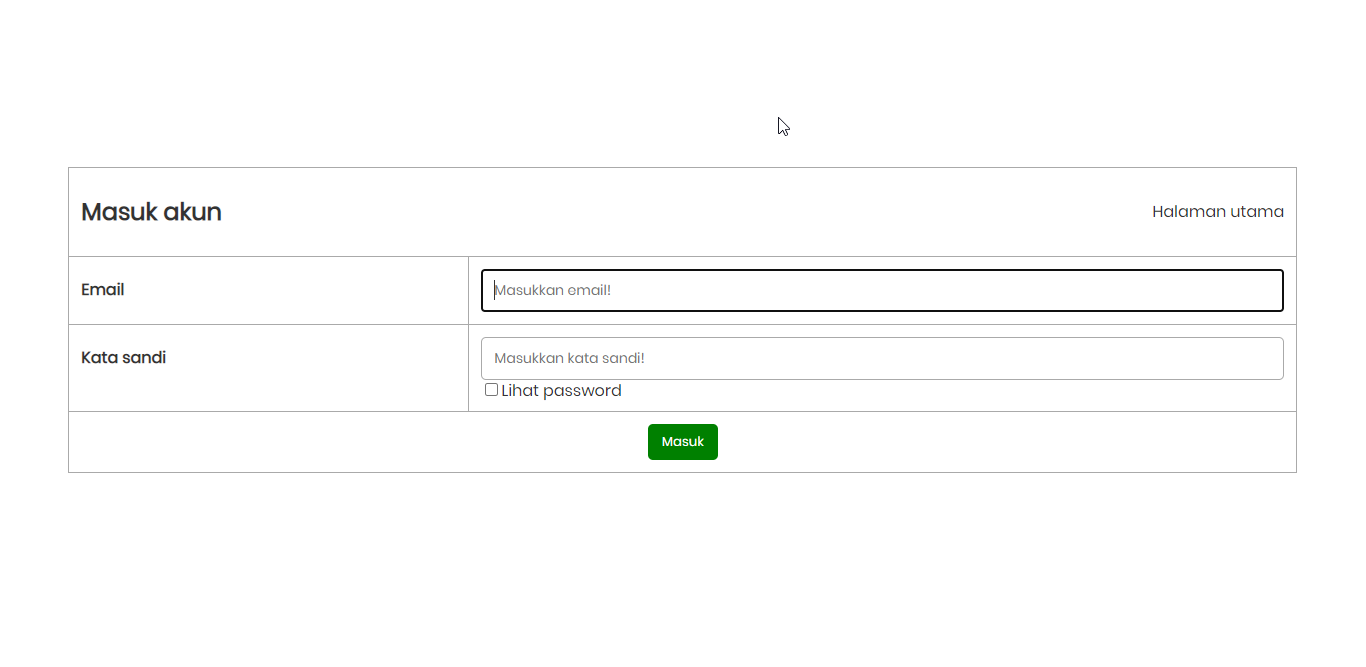 Masuk akun
Halaman utama
Email
Masukkan email!
Kata sandi
Masukkan kata sandi!
Lihat password
Masuk